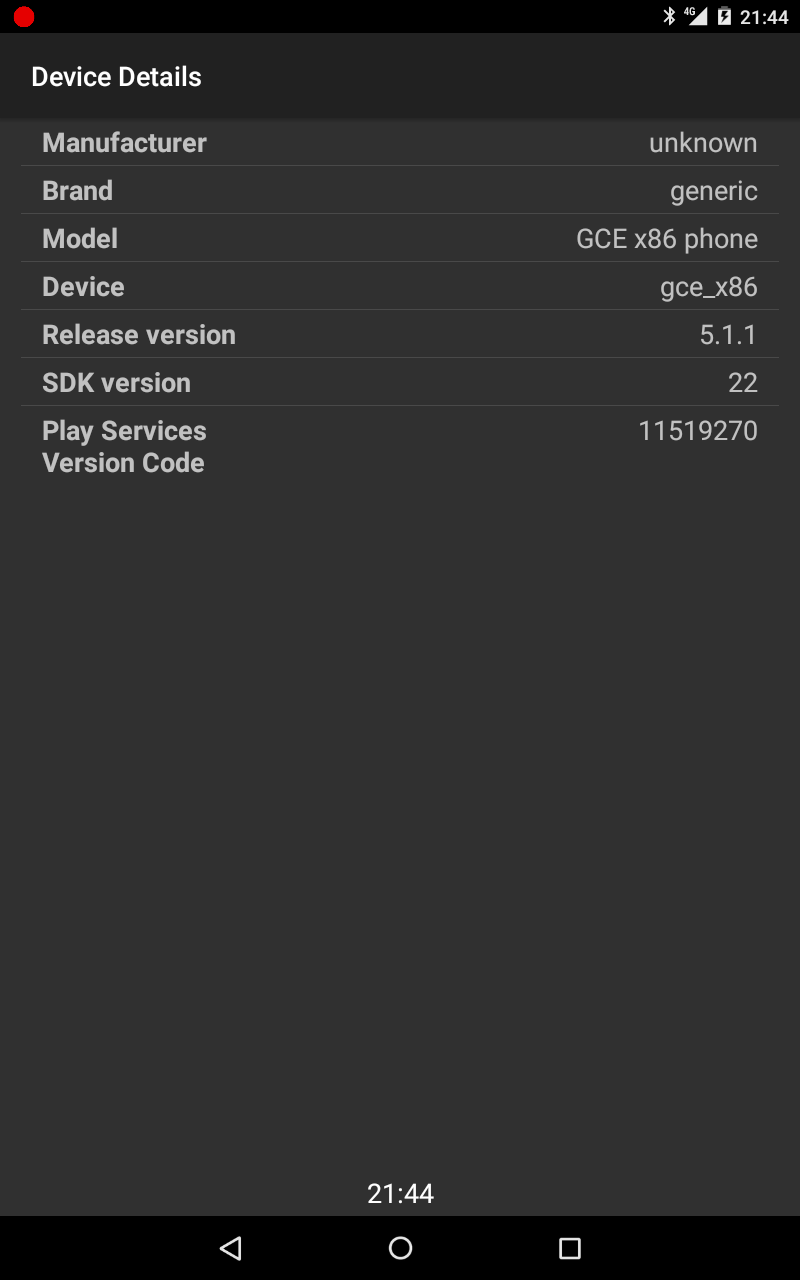 4G 21:44
Device Details
Manufacturer unknown
Brand generic
Model GCE x86 phone
Device gce_x86
Release version 5.1.1
SDK version 22
Play Services 11519270
Version Code
21:44